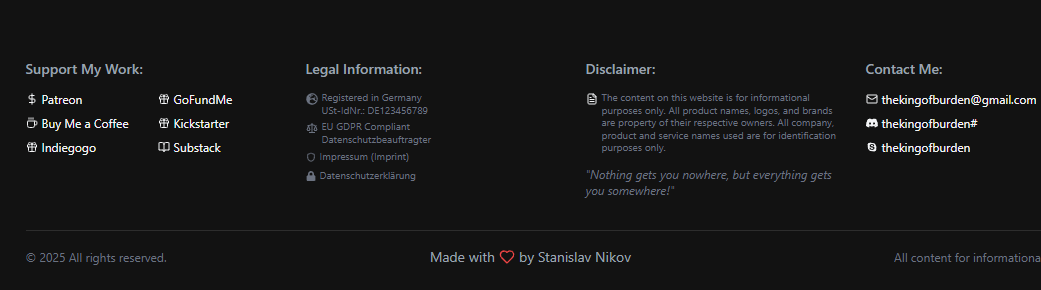 Support My Work:
Patreon
GoFundMe
Buy Me a Coffee
Kickstarter
Indiegogo
Substack
Legal Information:
Registered in Germany
USt-IdNr.: DE123456789
EU GDPR Compliant
Datenschutzbeauftragter
Impressum (Imprint)
Datenschutzerklärung
Disclaimer:
The content on this website is for informational
purposes only. All product names, logos, and brands
are property of their respective owners. All company,
product and service names used are for identification
purposes only.
"Nothing gets you nowhere, but everything gets
you somewhere!"
Contact Me:
thekingofburden@gmail.com
thekingofburden#
thekingofburden
© 2025 All rights reserved.
Made with by Stanislav Nikov
All content for informationa